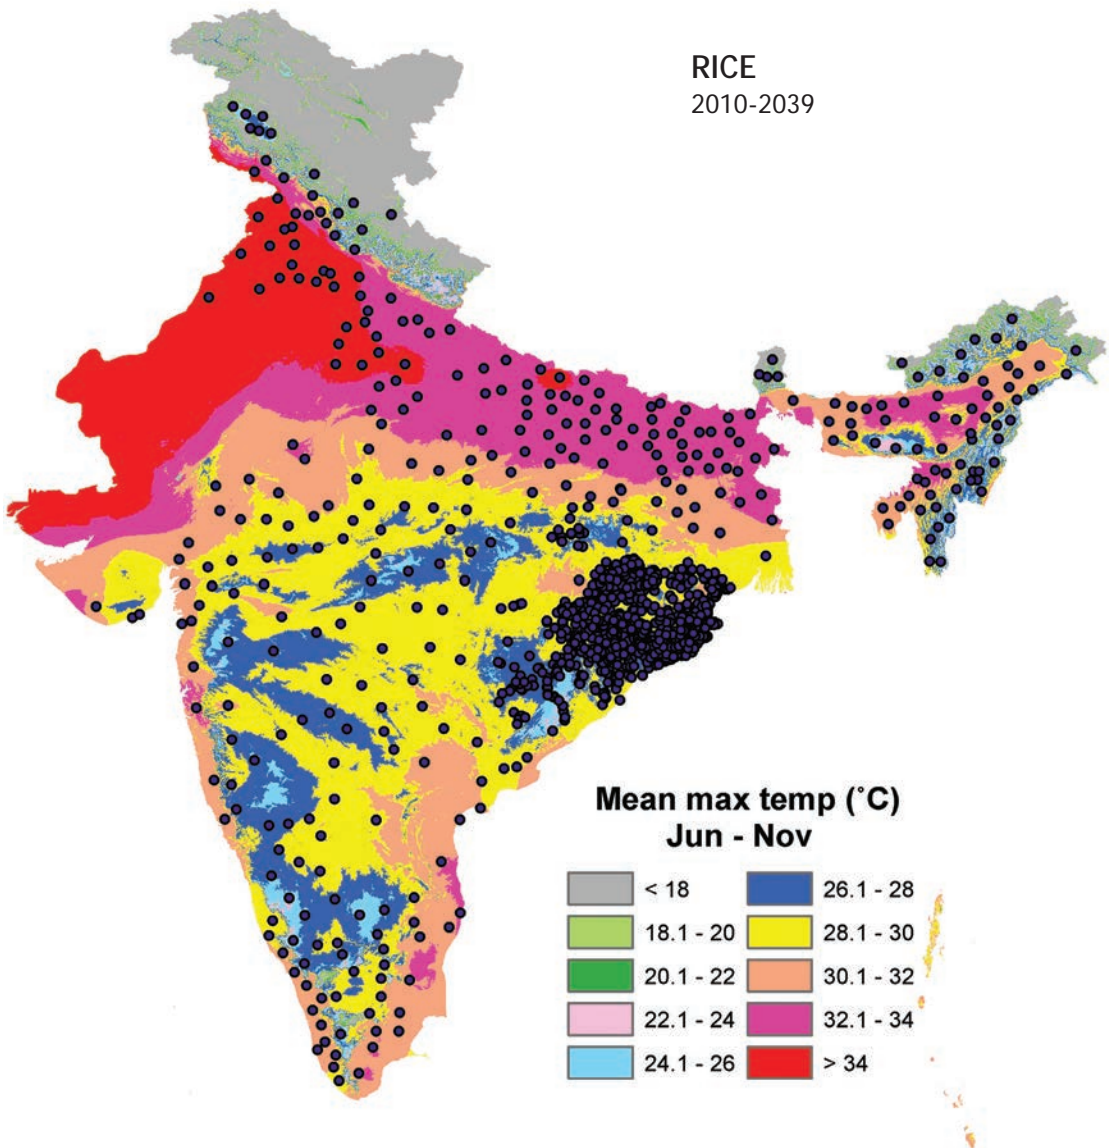 RICE
2010-2039
Mean max temp (˚C)
Jun - Nov
< 18
18.1 - 20
20.1 - 22
22.1 - 24
24.1 - 26
26.1 - 28
28.1 - 30
30.1 - 32
32.1 - 34
> 34